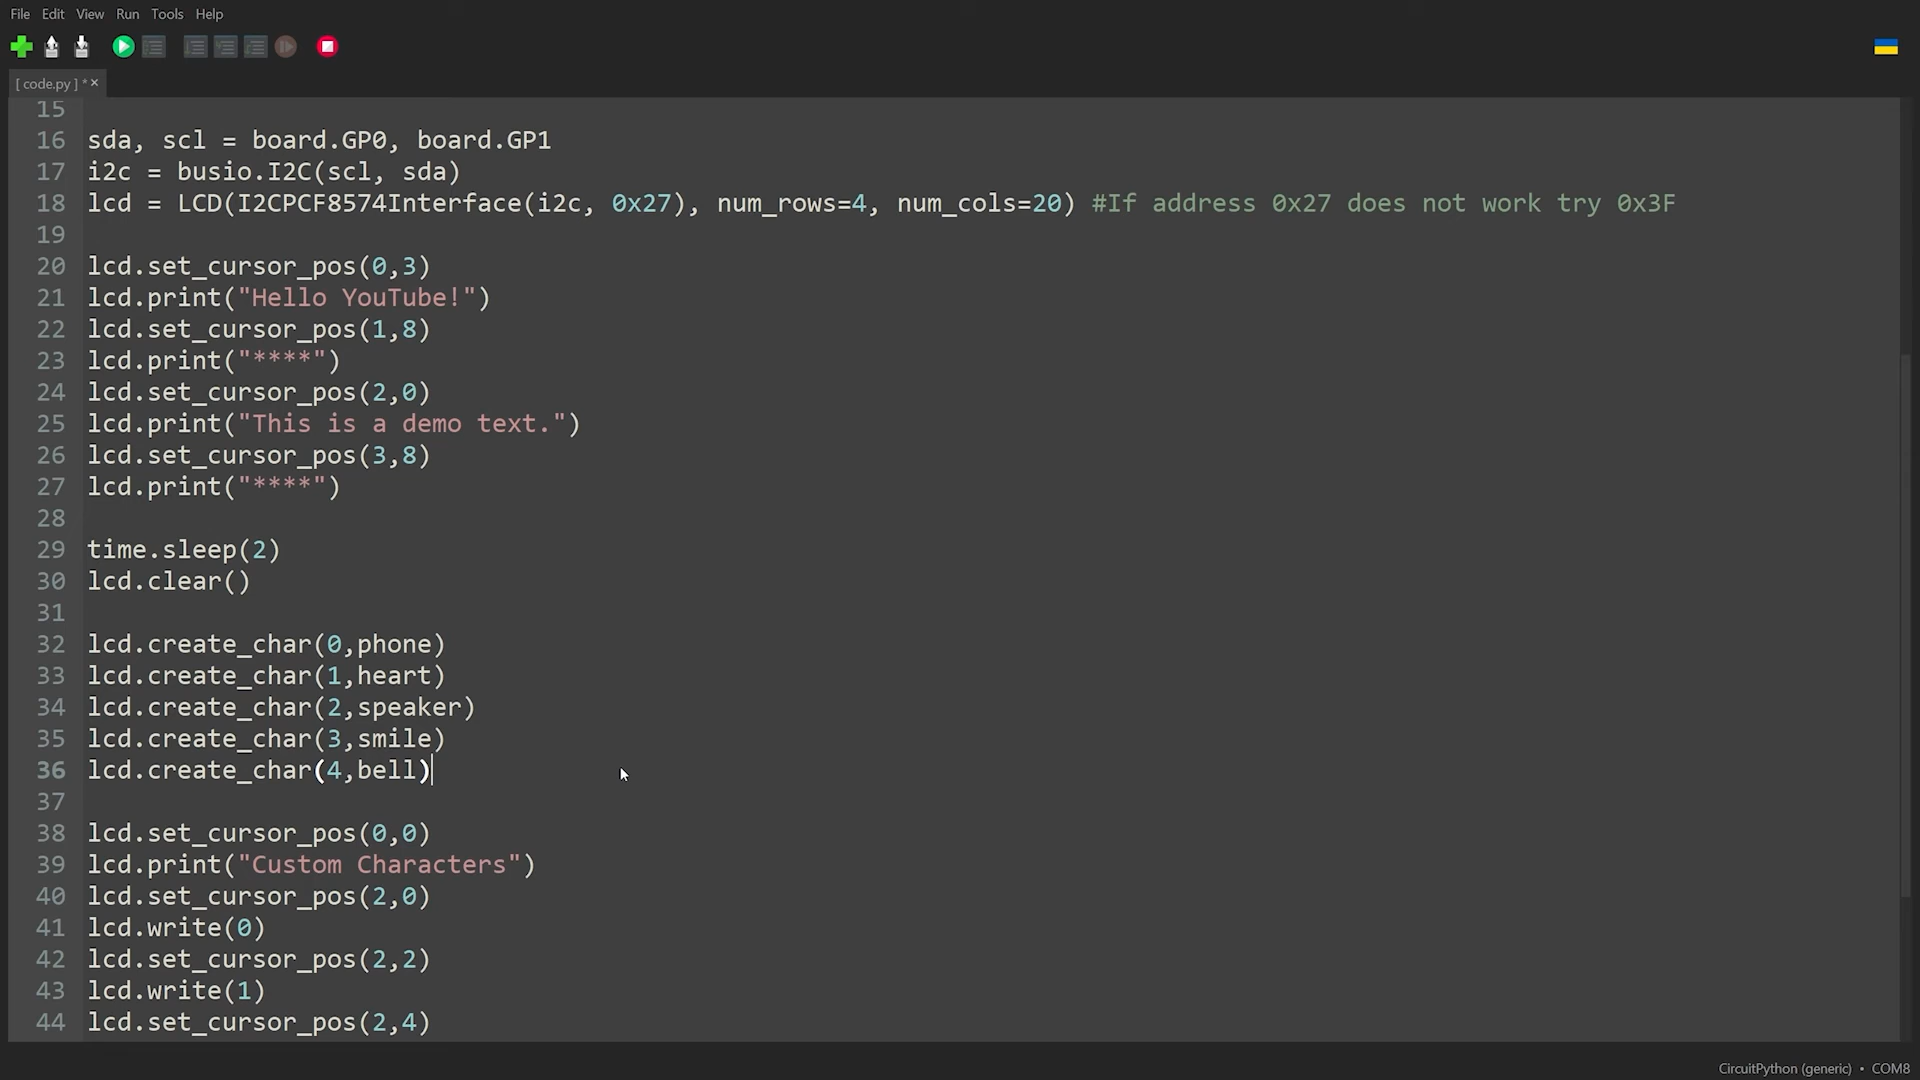 File Edit View Run Tools Help
[ code.py ] * ×
15
16 sda, scl = board.GP0, board.GP1
17 i2c = busio.I2C(scl, sda)
18 lcd = LCD(I2CPCF8574Interface(i2c, 0x27), num_rows=4, num_cols=20) #If address 0x27 does not work try 0x3F
19
20 lcd.set_cursor_pos(0,3)
21 lcd.print("Hello YouTube!")
22 lcd.set_cursor_pos(1,8)
23 lcd.print("****")
24 lcd.set_cursor_pos(2,0)
25 lcd.print("This is a demo text.")
26 lcd.set_cursor_pos(3,8)
27 lcd.print("****")
28
29 time.sleep(2)
30 lcd.clear()
31
32 lcd.create_char(0,phone)
33 lcd.create_char(1,heart)
34 lcd.create_char(2,speaker)
35 lcd.create_char(3,smile)
36 lcd.create_char(4,bell)
37
38 lcd.set_cursor_pos(0,0)
39 lcd.print("Custom Characters")
40 lcd.set_cursor_pos(2,0)
41 lcd.write(0)
42 lcd.set_cursor_pos(2,2)
43 lcd.write(1)
44 lcd.set_cursor_pos(2,4)
CircuitPython (generic) • COM8